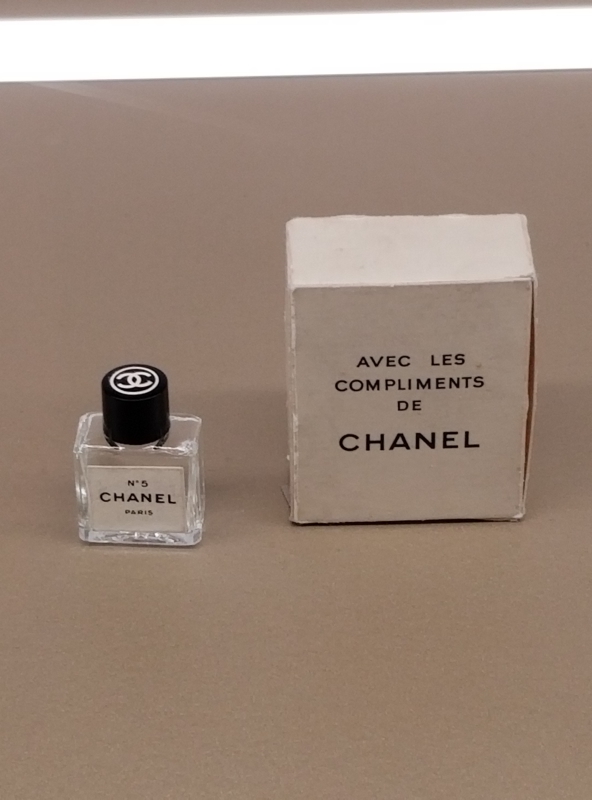 N°5
CHANEL
PARIS
AVEC LES
COMPLIMENTS
DE
CHANEL